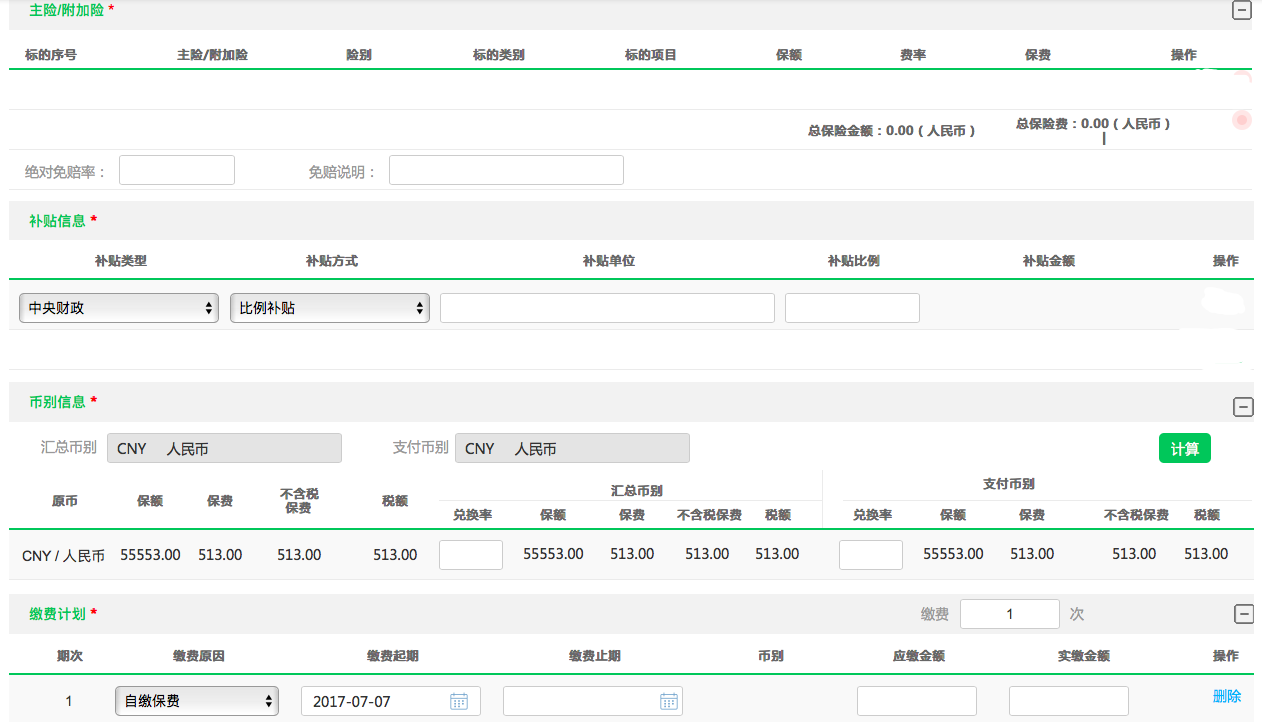 主险/附加险 *
标的序号 主险/附加险 险别 标的类别 标的项目 保额 费率 保费 操作
总保险金额：0.00 ( 人民币 ) 总保险费：0.00 ( 人民币 )
绝对免赔率： 免赔说明：
补贴信息 *
补贴类型 补贴方式 补贴单位 补贴比例 补贴金额 操作
中央财政 比例补贴
币别信息 *
汇总币别 CNY 人民币 支付币别 CNY 人民币 计算
原币 保额 保费 不含税保费 税额 汇总币别 支付币别
兑换率 保额 保费 不含税保费 税额 兑换率 保额 保费 不含税保费 税额
CNY / 人民币 55553.00 513.00 513.00 513.00 55553.00 513.00 513.00 513.00 55553.00 513.00 513.00 513.00
缴费计划 * 缴费 1 次
期次 缴费原因 缴费起期 缴费止期 币别 应缴金额 实缴金额 操作
1 自缴保费 2017-07-07 删除